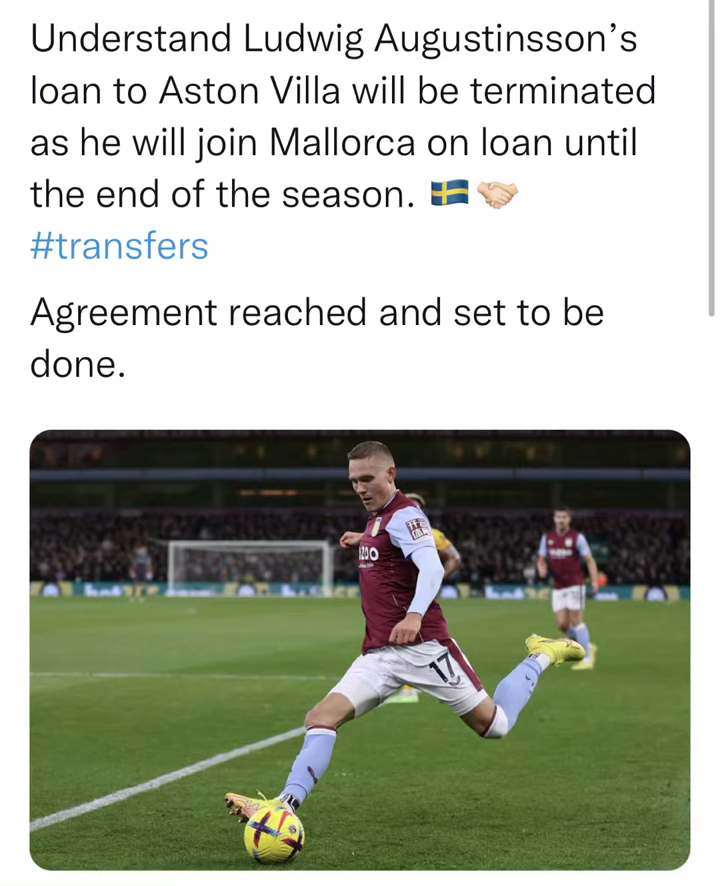 Understand Ludwig Augustinsson’s
loan to Aston Villa will be terminated
as he will join Mallorca on loan until
the end of the season. 🇸🇪🤝🏻
#transfers
Agreement reached and set to be
done.
17